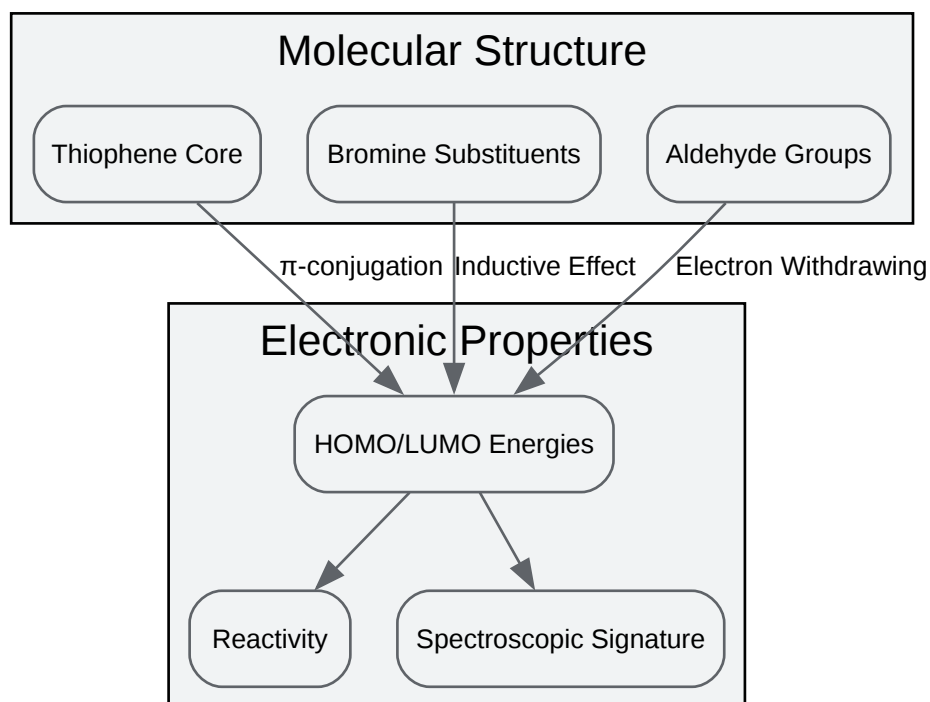 Molecular Structure
Thiophene Core
Bromine Substituents
Aldehyde Groups
π-conjugation
Inductive Effect
Electron Withdrawing
Electronic Properties
HOMO/LUMO Energies
Reactivity
Spectroscopic Signature